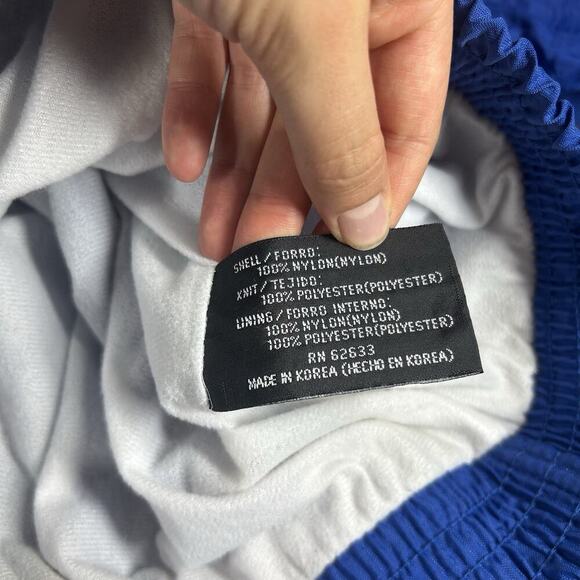 SHELL / FORRO:
100% NYLON(NYLON)
KNIT / TEJIDO:
100% POLYESTER(POLYESTER)
LINING / FORRO INTERNO:
100% NYLON(NYLON)
100% POLYESTER(POLYESTER)
RN 62633
MADE IN KOREA (HECHO EN KOREA)